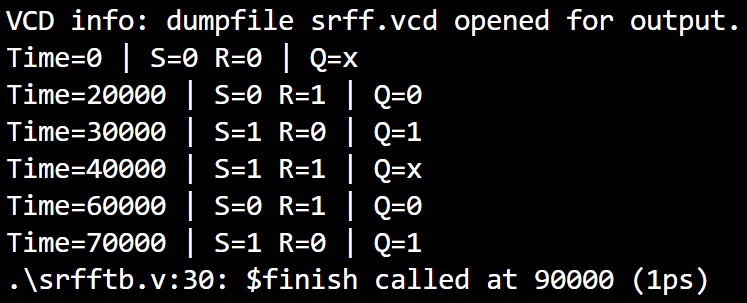 VCD info: dumpfile srff.vcd opened for output.
Time=0 | S=0 R=0 | Q=x
Time=20000 | S=0 R=1 | Q=0
Time=30000 | S=1 R=0 | Q=1
Time=40000 | S=1 R=1 | Q=x
Time=60000 | S=0 R=1 | Q=0
Time=70000 | S=1 R=0 | Q=1
.\srfftb.v:30: $finish called at 90000 (1ps)